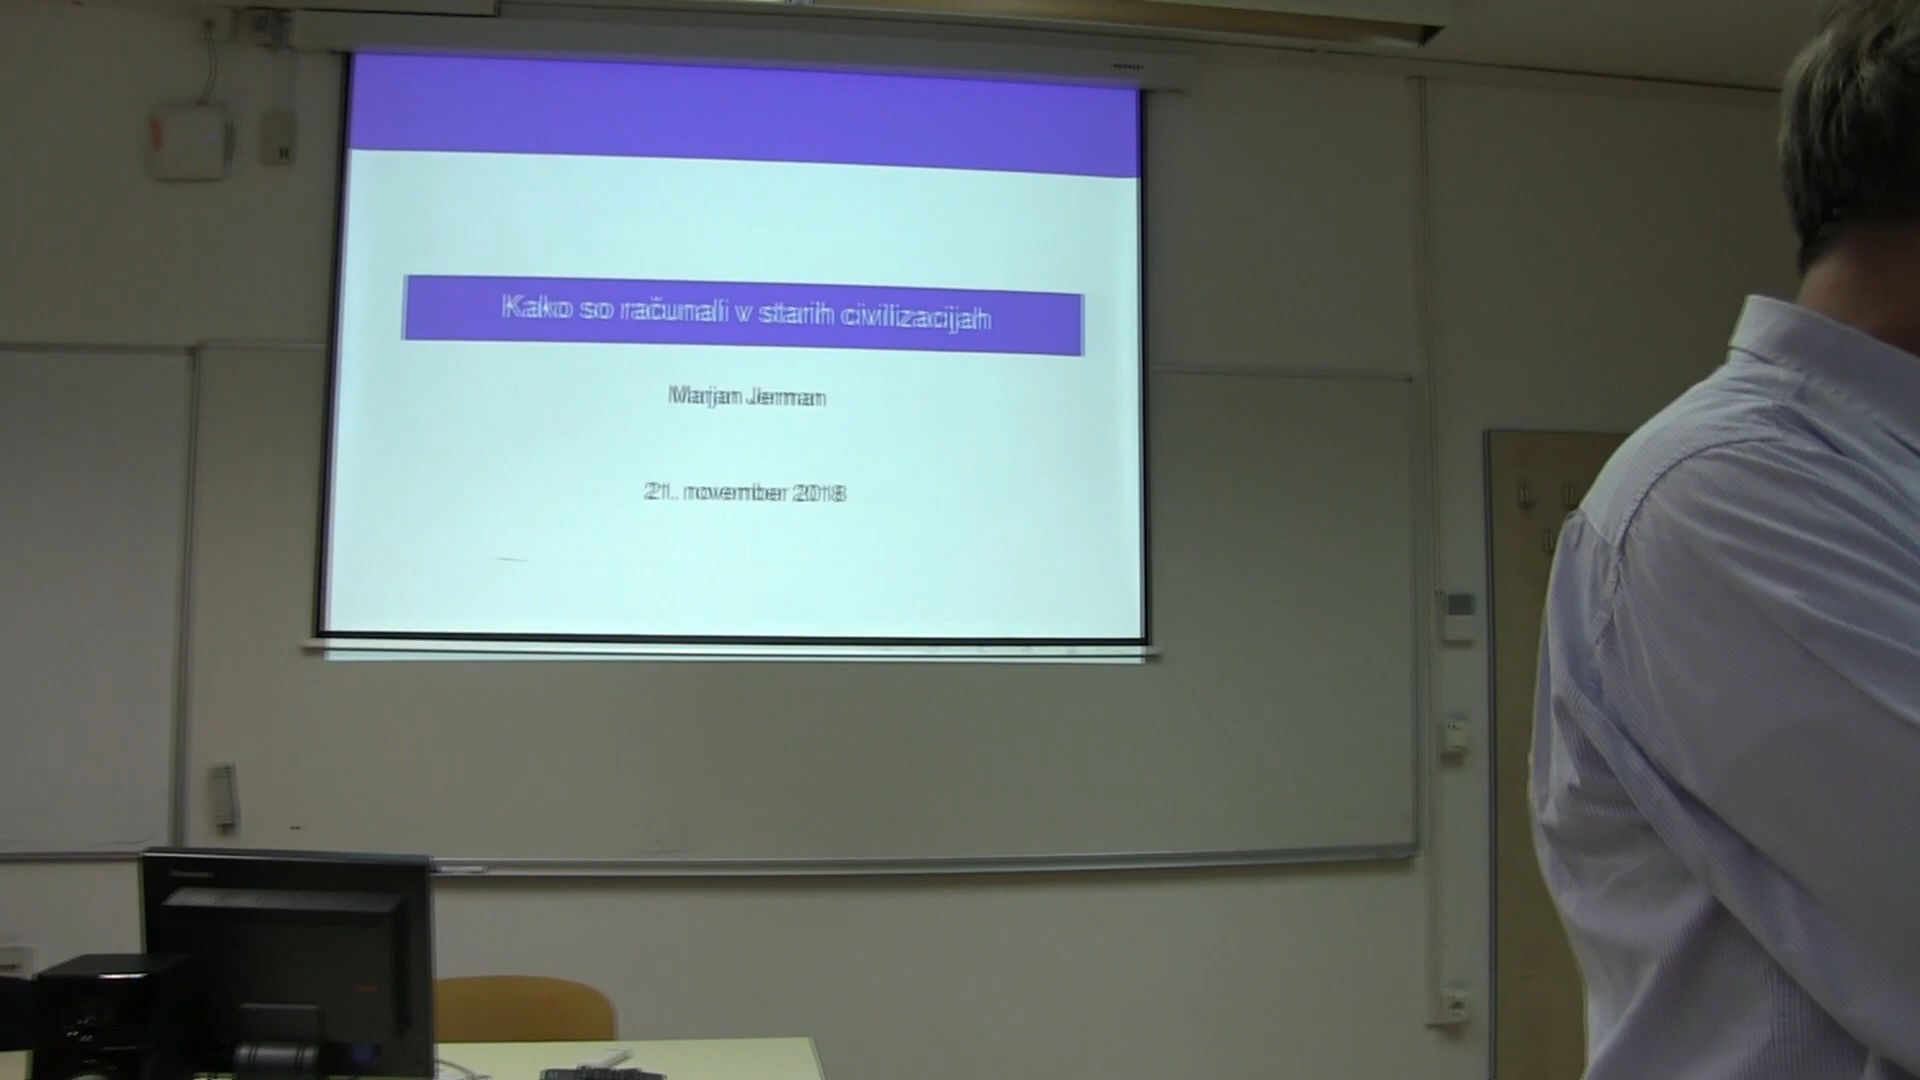 Kako so računali v starih civilizacijah
Marjan Jerman
21. november 2018